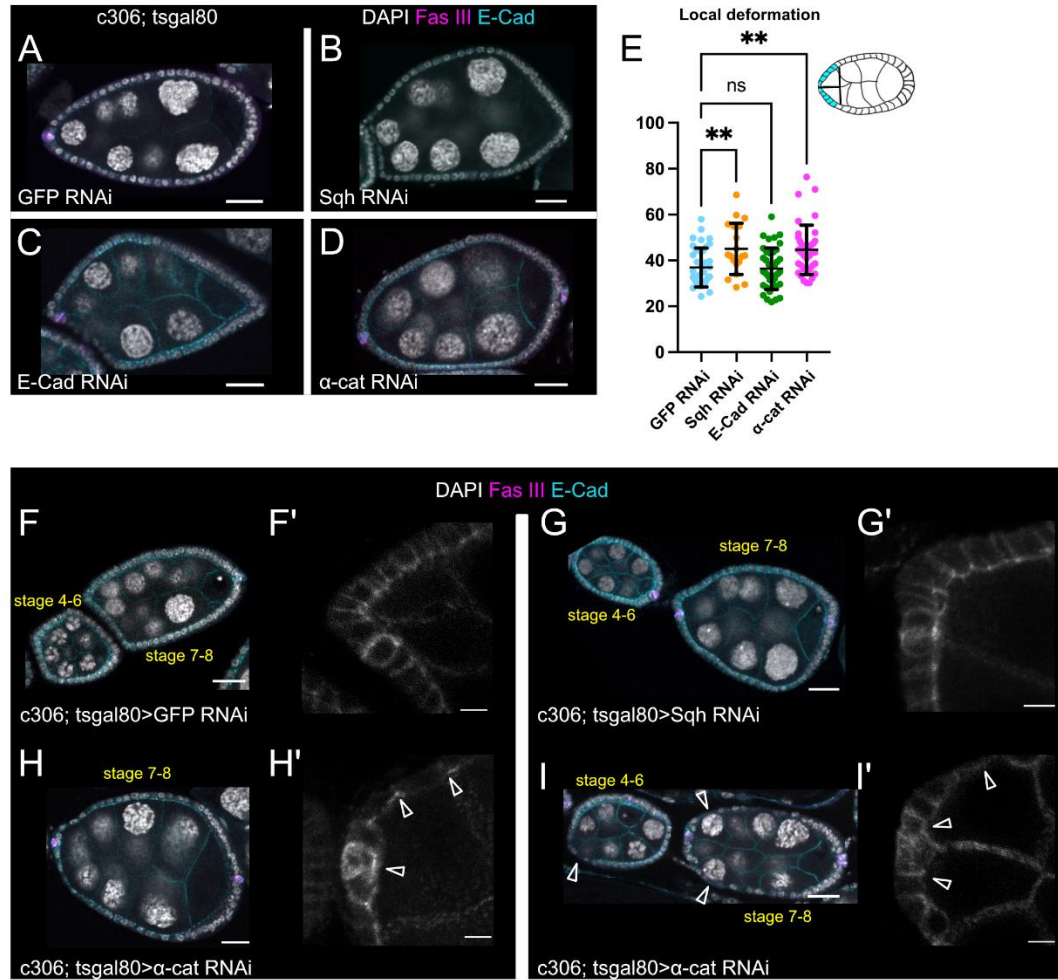 c306; tsgal80
DAPI Fas III E-Cad
A
GFP RNAi
B
Sqh RNAi
C
E-Cad RNAi
D
α-cat RNAi
E
Local deformation
**
ns
**
100
80
60
40
20
0
GFP RNAi
Sqh RNAi
E-Cad RNAi
α-cat RNAi
DAPI Fas III E-Cad
F
stage 4-6
stage 7-8
c306; tsgal80>GFP RNAi
F'
G
stage 7-8
stage 4-6
c306; tsgal80>Sqh RNAi
G'
H
stage 7-8
c306; tsgal80>α-cat RNAi
H'
I
stage 4-6
stage 7-8
c306; tsgal80>α-cat RNAi
I'